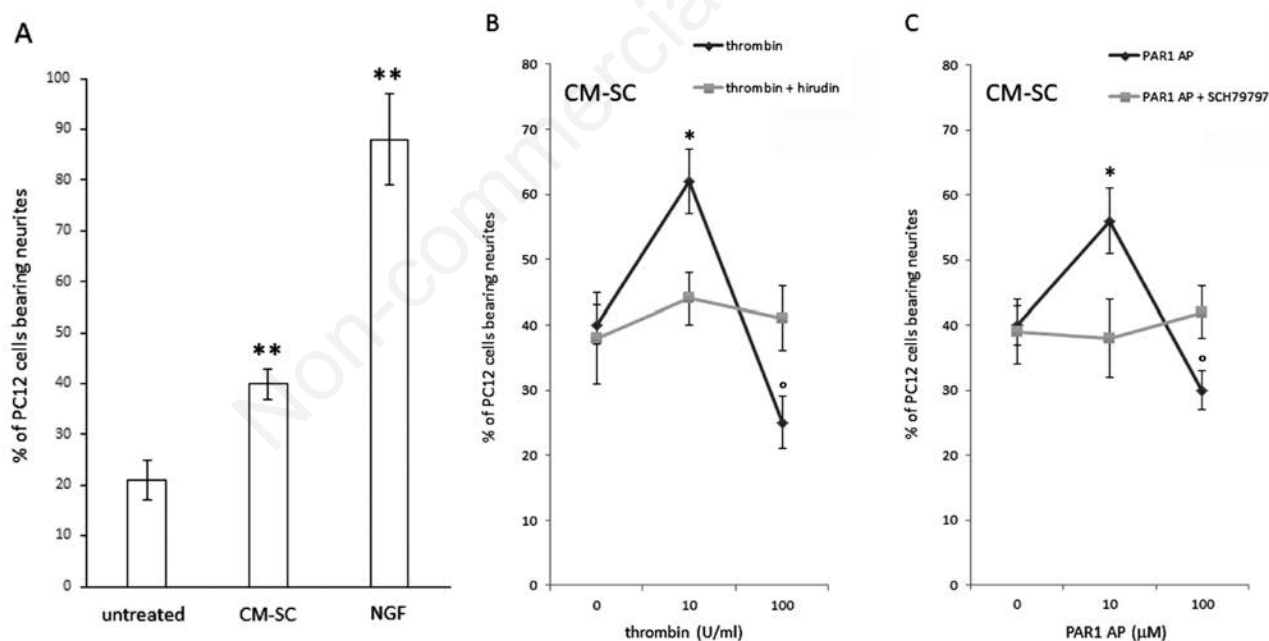 A
% of PC12 cells bearing neurites
100
90
80
70
60
50
40
30
20
10
0
**
**
untreated CM-SC NGF
B
thrombin
thrombin + hirudin
CM-SC
% of PC12 cells bearing neurites
80
70
60
50
40
30
20
10
0
*
°
0 10 100
thrombin (U/ml)
C
PAR1 AP
PAR1 AP + SCH79797
CM-SC
% of PC12 cells bearing neurites
80
70
60
50
40
30
20
10
0
*
°
0 10 100
PAR1 AP (μM)
Non-commercia